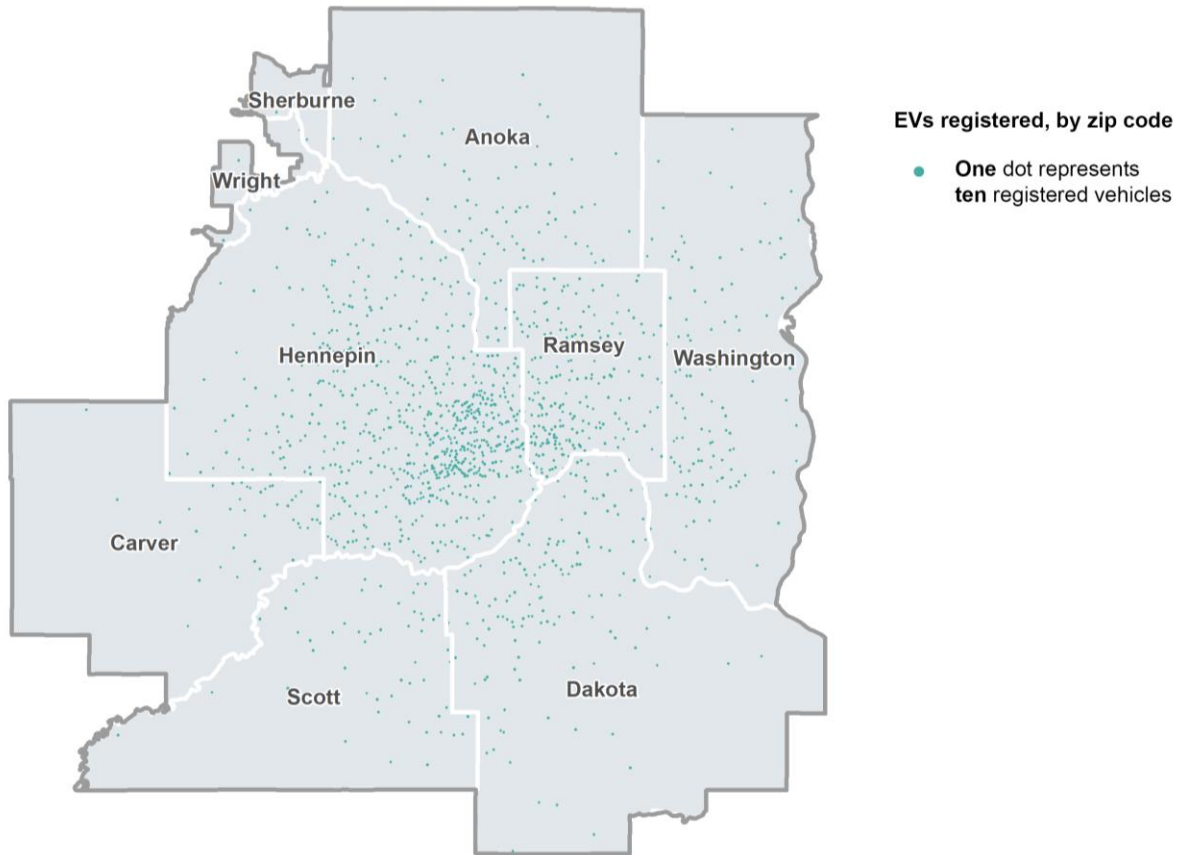 Sherburne
Anoka
Wright
Hennepin
Ramsey
Washington
Carver
Scott
Dakota
EVs registered, by zip code
One dot represents
ten registered vehicles